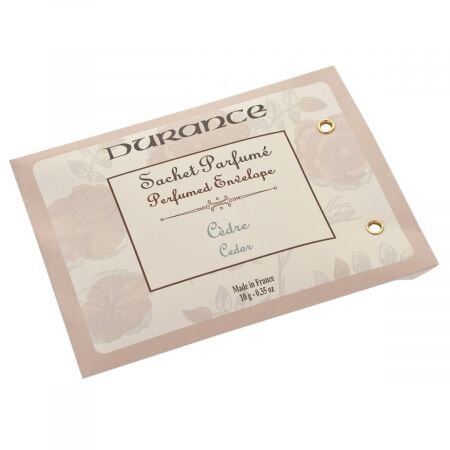 DURANCE
Sachet Parfumé
Perfumed Envelope
Cèdre
Cedar
Made in France
10 g - 0.35 oz